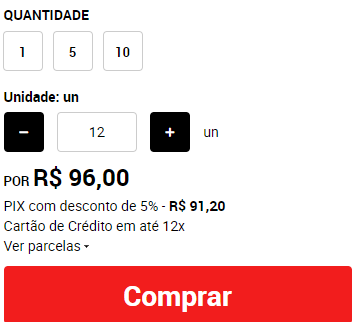 QUANTIDADE
1 5 10
Unidade: un
- 12 + un
POR R$ 96,00
PIX com desconto de 5% - R$ 91,20
Cartão de Crédito em até 12x
Ver parcelas
Comprar